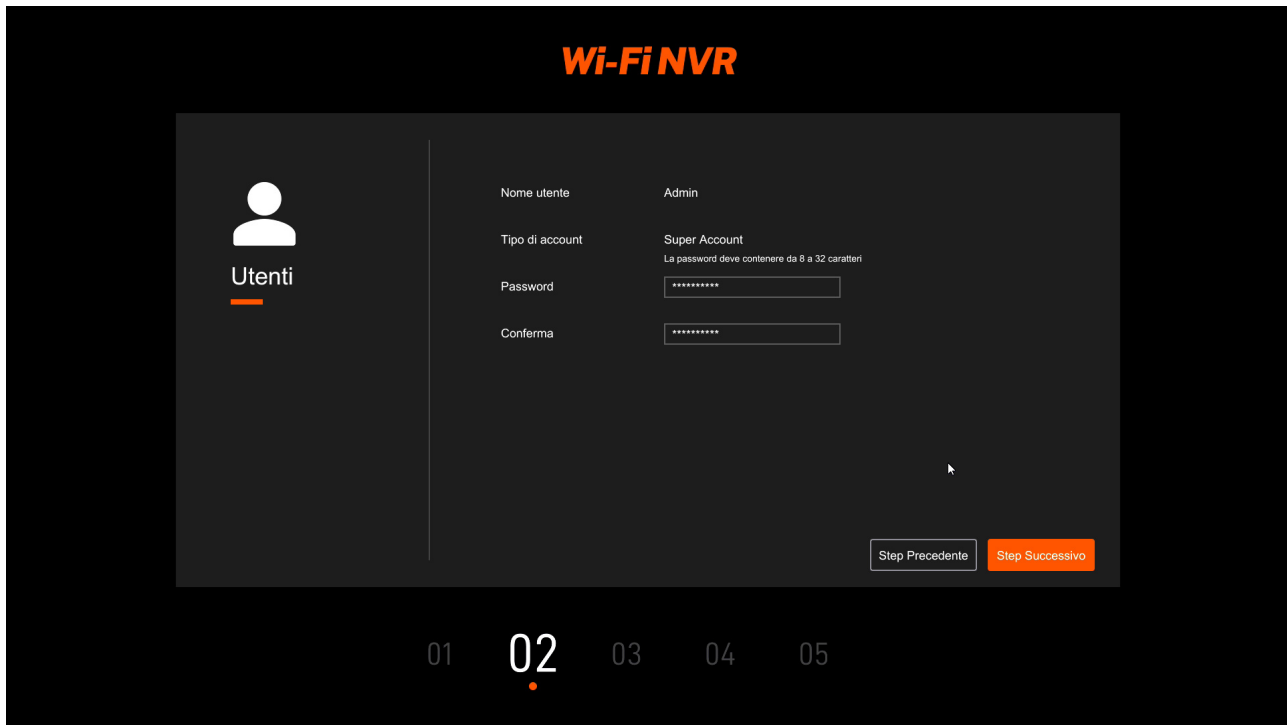 Wi-Fi NVR
Utenti
Nome utente Admin
Tipo di account Super Account
La password deve contenere da 8 a 32 caratteri
Password **********
Conferma **********
Step Precedente Step Successivo
01 02 03 04 05